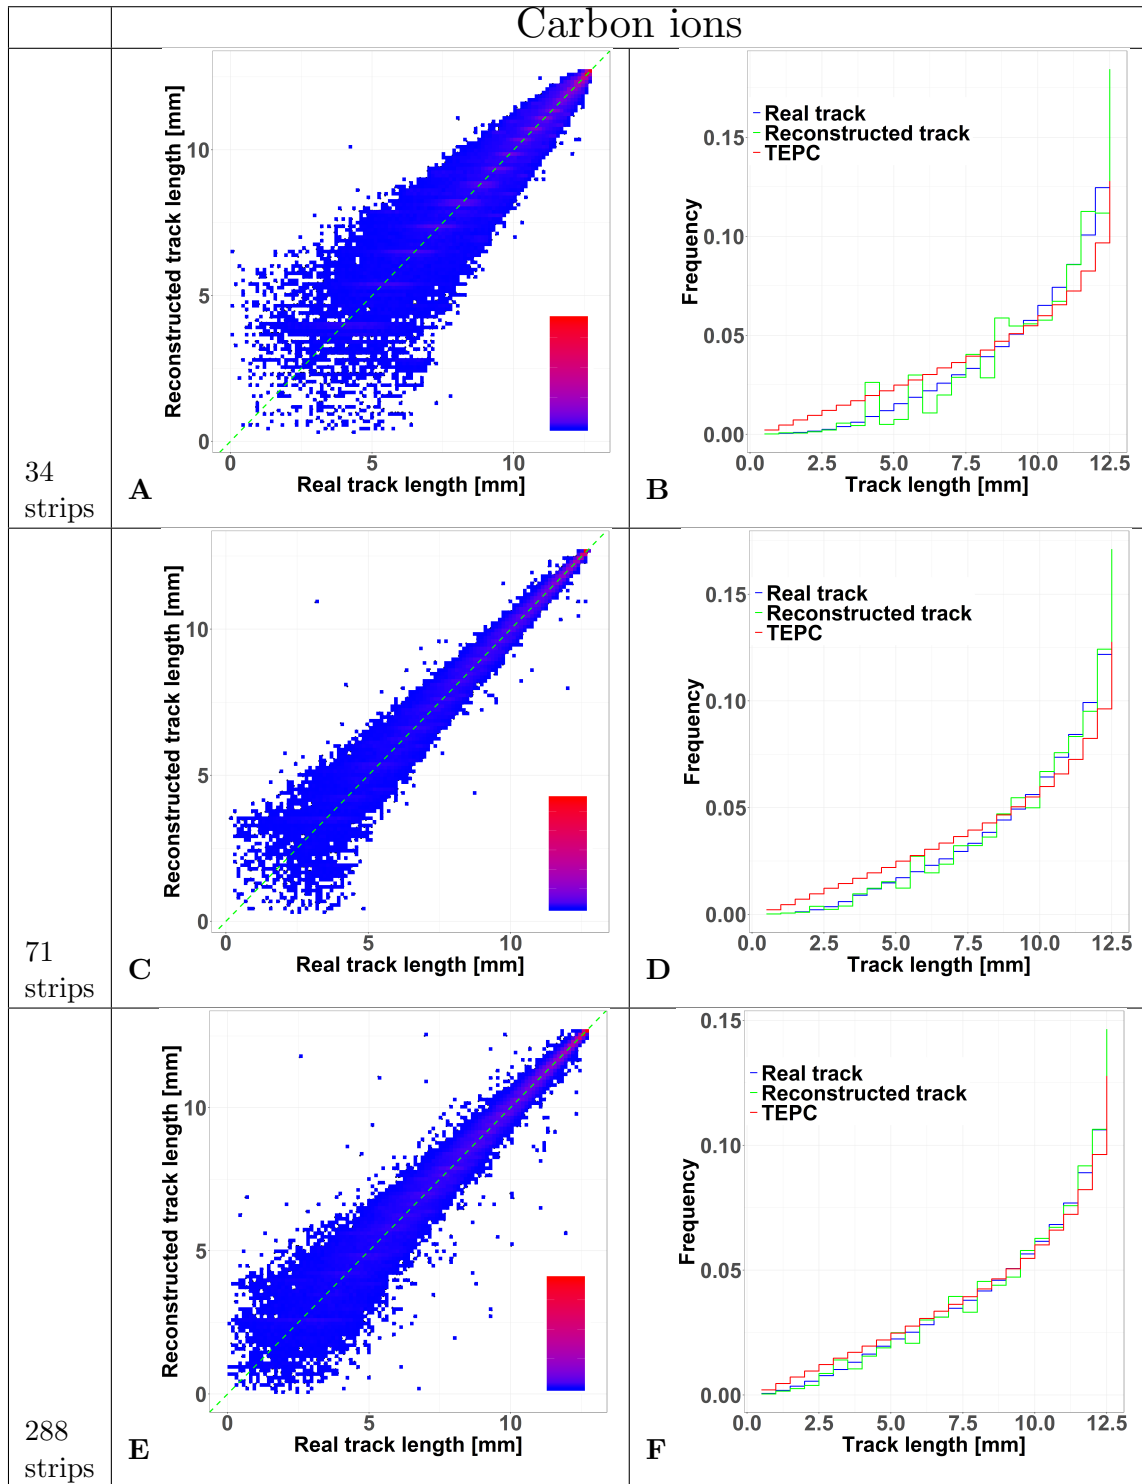 Carbon ions
34
strips
Reconstructed track length [mm]
10
5
0
0 5 10
Real track length [mm]
A
Frequency
0.15
0.10
0.05
0.00
Real track
Reconstructed track
TEPC
0.0 2.5 5.0 7.5 10.0 12.5
Track length [mm]
B
71
strips
Reconstructed track length [mm]
10
5
0
0 5 10
Real track length [mm]
C
Frequency
0.15
0.10
0.05
0.00
Real track
Reconstructed track
TEPC
0.0 2.5 5.0 7.5 10.0 12.5
Track length [mm]
D
288
strips
Reconstructed track length [mm]
10
5
0
0 5 10
Real track length [mm]
E
Frequency
0.15
0.10
0.05
0.00
Real track
Reconstructed track
TEPC
0.0 2.5 5.0 7.5 10.0 12.5
Track length [mm]
F